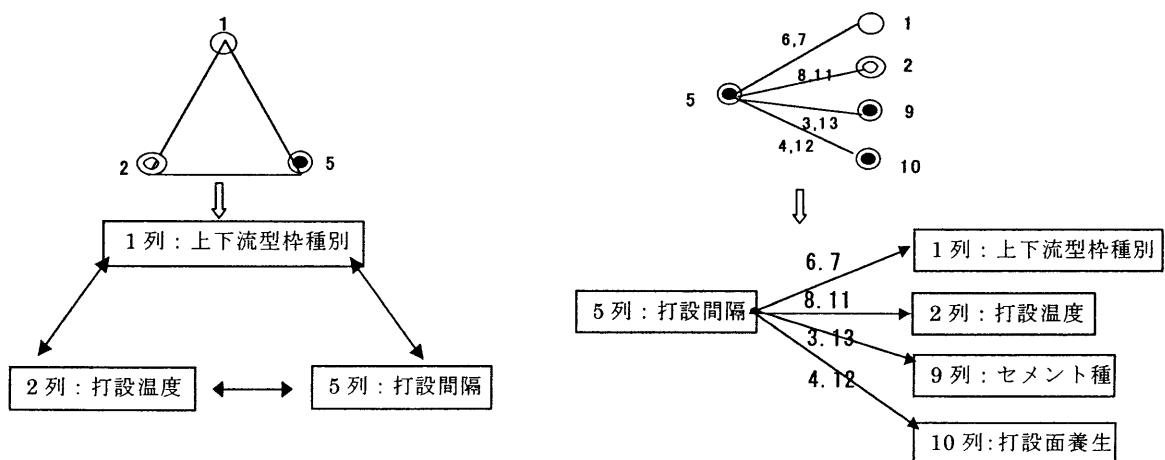 1
2
5
1列：上下流型枠種別
2列：打設温度
5列：打設間隔
6,7
8,11
3,13
4,12
5
1
2
9
10
5列：打設間隔
6.7
8.11
3.13
4.12
1列：上下流型枠種別
2列：打設温度
9列：セメント種
10列:打設面養生